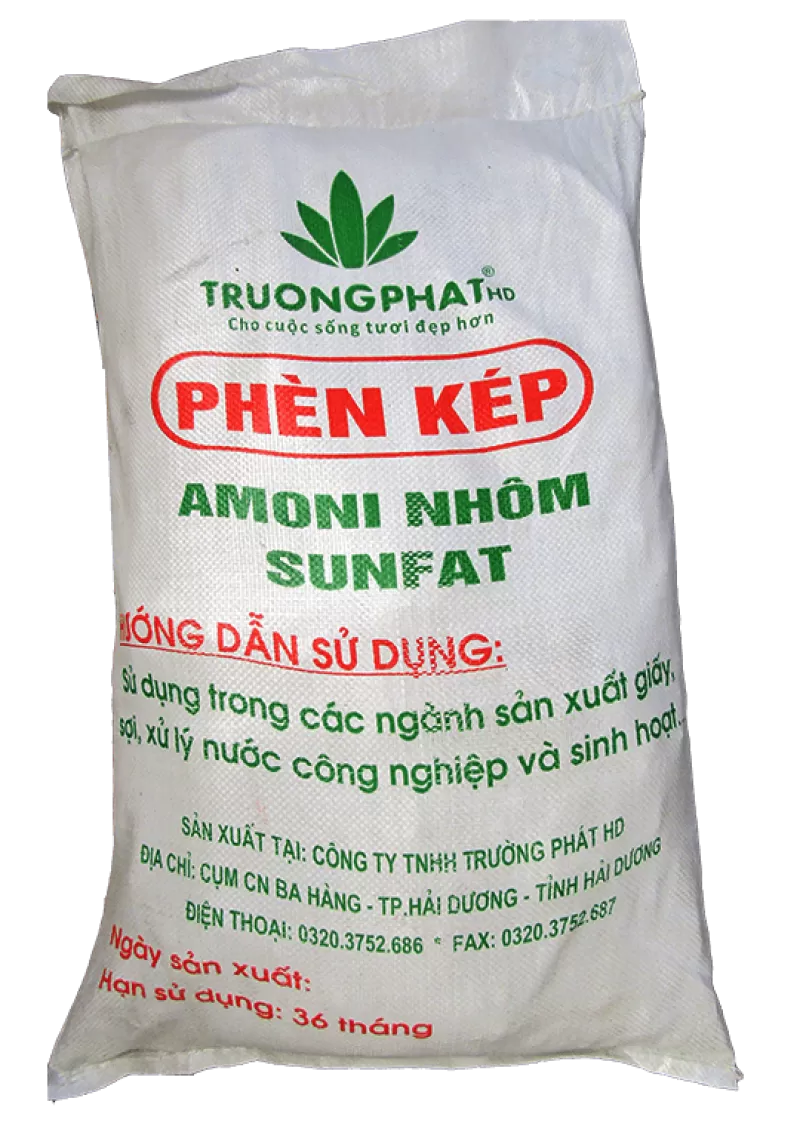 TRUONGPHAT® HD
Cho cuộc sống tươi đẹp hơn
PHÈN KÉP
AMONI NHÔM
SUNFAT
HƯỚNG DẪN SỬ DỤNG:
Sử dụng trong các ngành sản xuất giấy,
sợi, xử lý nước công nghiệp và sinh hoạt...
SẢN XUẤT TẠI: CÔNG TY TNHH TRƯỜNG PHÁT HD
ĐỊA CHỈ: CỤM CN BA HÀNG - TP.HẢI DƯƠNG - TỈNH HẢI DƯƠNG
ĐIỆN THOẠI: 0320.3752.686 * FAX: 0320.3752.687
Ngày sản xuất:
Hạn sử dụng: 36 tháng